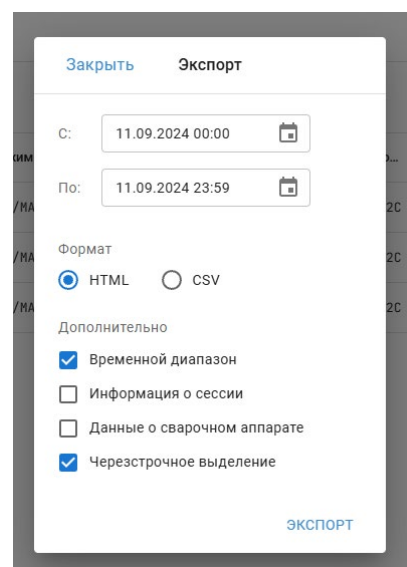 Закрыть Экспорт
С: 11.09.2024 00:00
По: 11.09.2024 23:59
Формат
HTML CSV
Дополнительно
Временной диапазон
Информация о сессии
Данные о сварочном аппарате
Черезстрочное выделение
ЭКСПОРТ